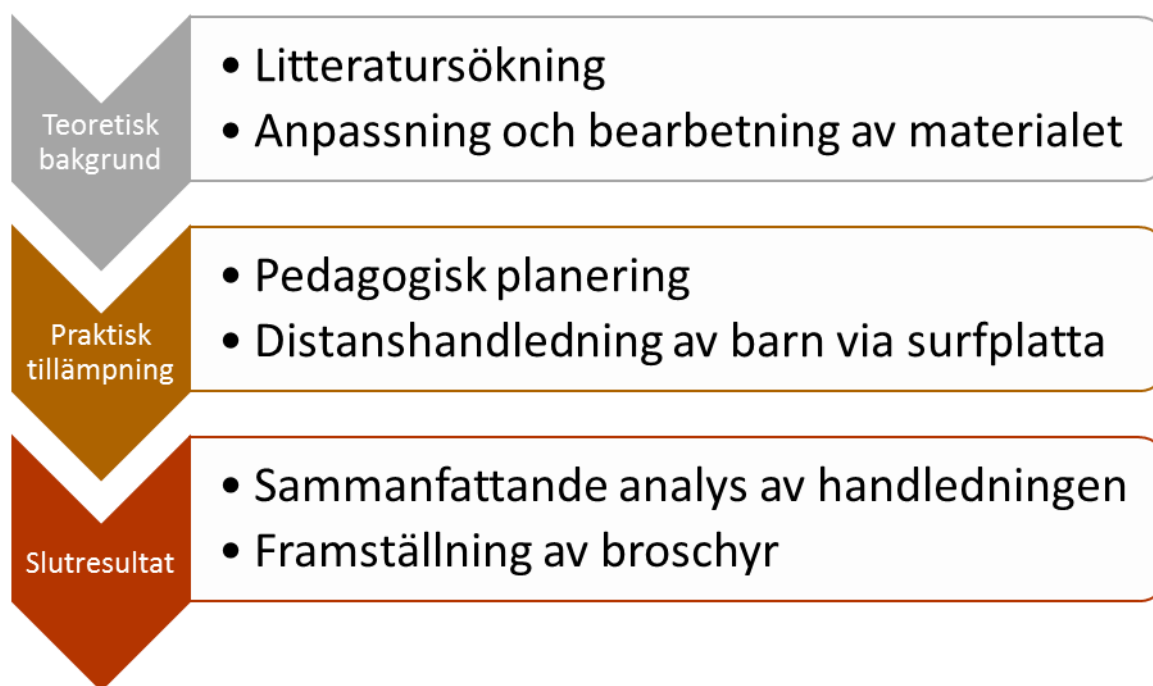 Teoretisk
bakgrund
• Litteratursökning
• Anpassning och bearbetning av materialet
Praktisk
tillämpning
• Pedagogisk planering
• Distanshandledning av barn via surfplatta
Slutresultat
• Sammanfattande analys av handledningen
• Framställning av broschyr